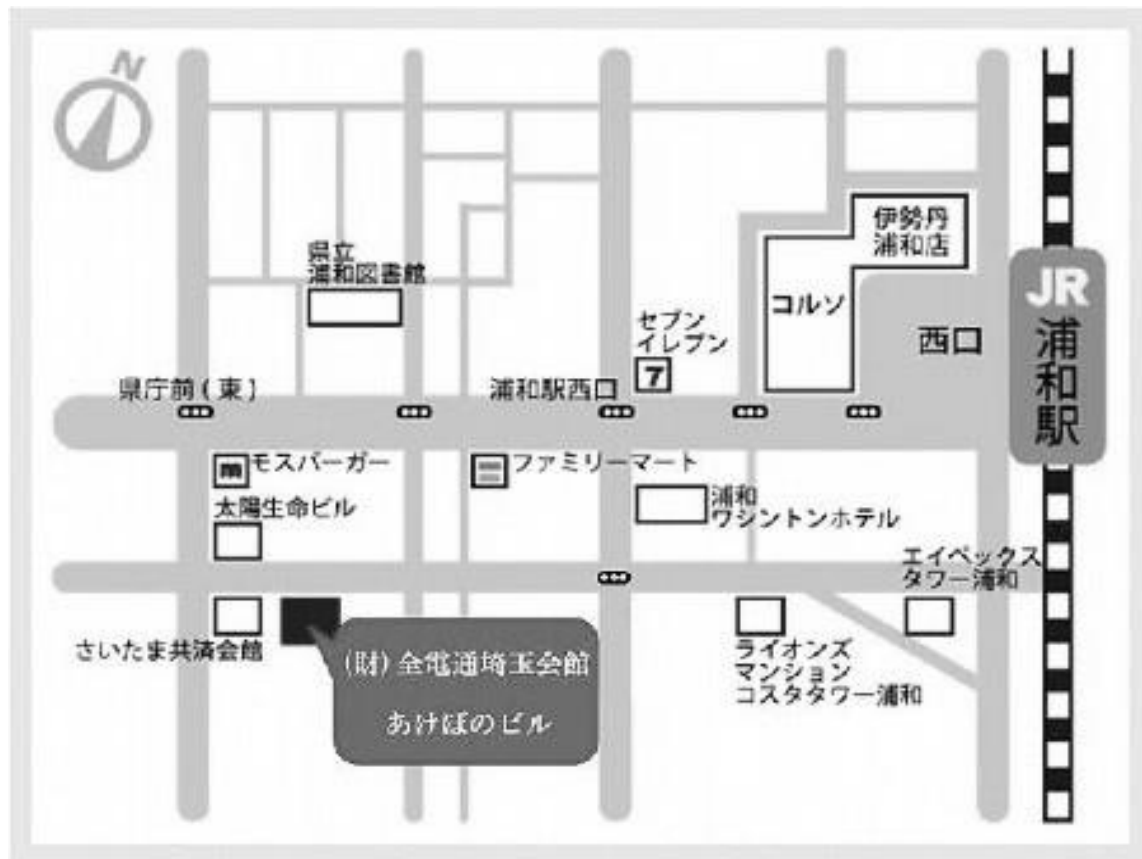 N
伊勢丹
浦和店
県立
浦和図書館
コルソ
JR
浦和駅
セブン
イレブン
7
西口
県庁前(東)
浦和駅西口
m
モスバーガー
ファミリーマート
太陽生命ビル
浦和
ワシントンホテル
エイペックス
タワー浦和
さいたま共済会館
(財)全電通埼玉会館
あけぼのビル
ライオンズ
マンション
コスタタワー浦和